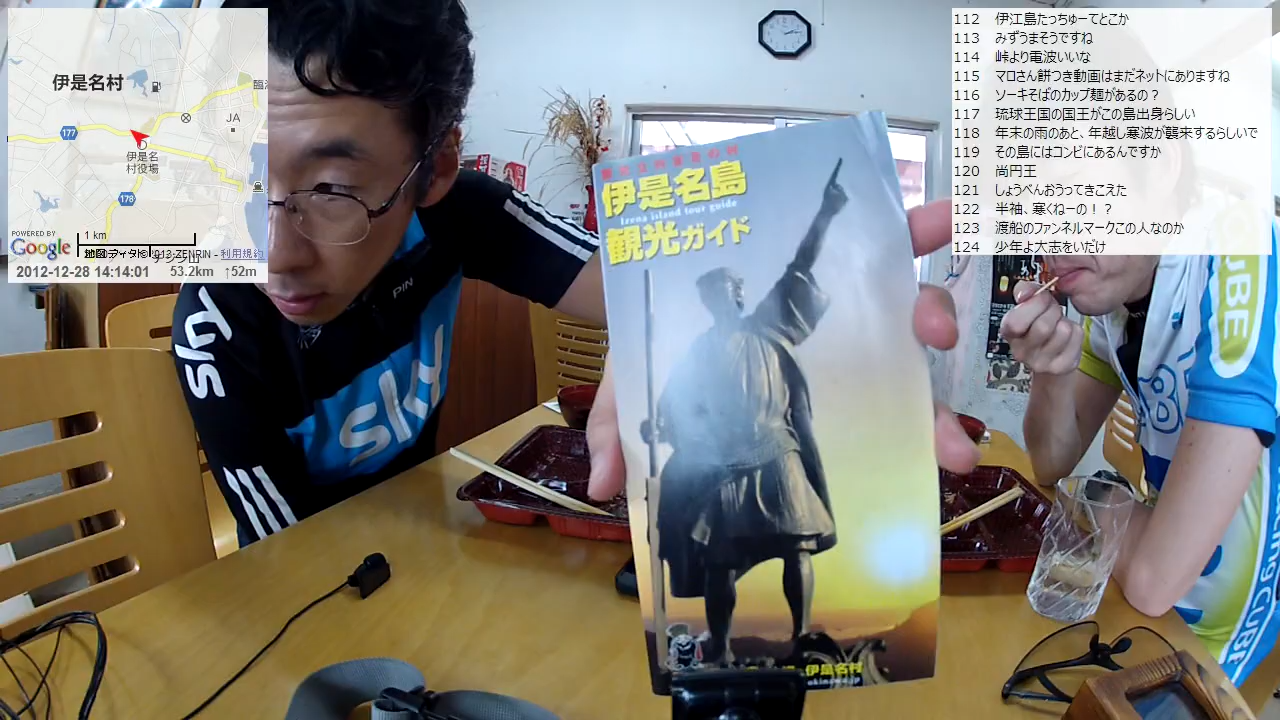 伊是名村
臨
JA
177
伊是名
村役場
178
POWERED BY
Google
1 km
利用規約
2012-12-28 14:14:01 53.2km ↑52m
112 伊江島たっちゅーてとこか
113 みずうまそうですね
114 峠より電波いいな
115 マロさん餅つき動画はまだネットにありますね
116 ソーキそばのカップ麺があるの？
117 琉球王国の国王がこの島出身らしい
118 年末の雨のあと、年越し寒波が襲来するらしいで
119 その島にはコンビにあるんですか
120 尚円王
121 しょうべんおうってきこえた
122 半袖、寒くねーの！？
123 渡船のファンネルマークこの人なのか
124 少年よ大志をいだけ
伊是名島
Izena island tour guide
観光ガイド
伊是名村
PIN
sky
sky
CUBE
CUBE